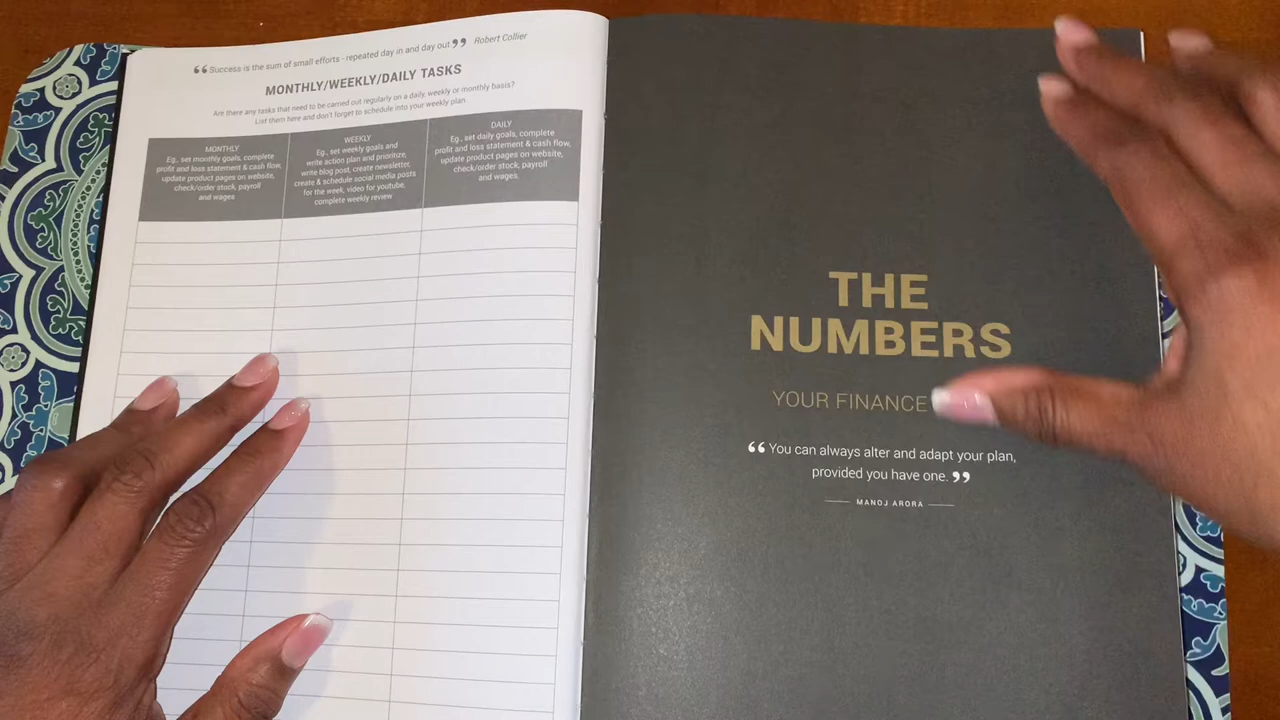 ❝ Success is the sum of small efforts - repeated day in and day out ❞ Robert Collier
MONTHLY/WEEKLY/DAILY TASKS
Are there any tasks that need to be carried out regularly on a daily, weekly or monthly basis?
List them here and don't forget to schedule into your weekly plan
MONTHLY
Eg., set monthly goals, complete
profit and loss statement & cash flow,
update product pages on website,
check/order stock, payroll
and wages
WEEKLY
Eg., set weekly goals and
write action plan and prioritize,
write blog post, create newsletter,
create & schedule social media posts
for the week, video for youtube,
complete weekly review
DAILY
Eg., set daily goals, complete
profit and loss statement & cash flow,
update product pages on website,
check/order stock, payroll
and wages,
THE
NUMBERS
YOUR FINANCE
❝ You can always alter and adapt your plan,
provided you have one. ❞
MANOJ ARORA